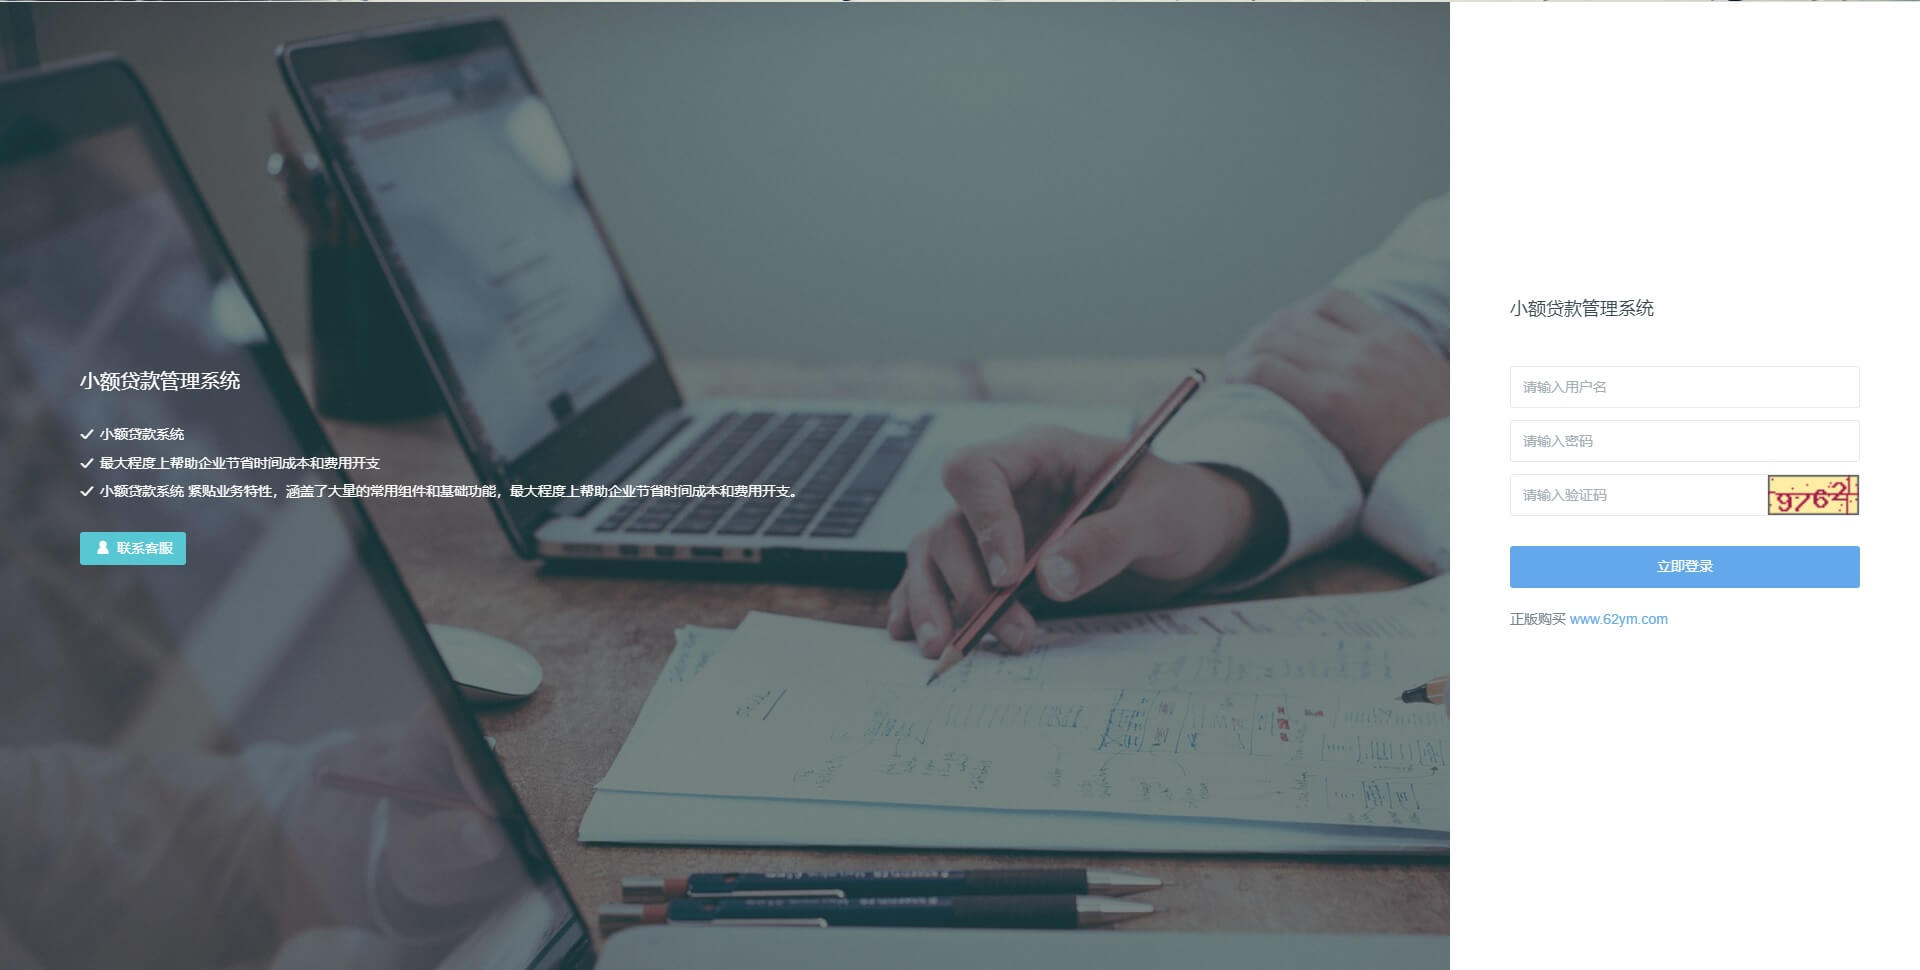 小额贷款管理系统
小额贷款系统
最大程度上帮助企业节省时间成本和费用开支
小额贷款系统 紧贴业务特性，涵盖了大量的常用组件和基础功能，最大程度上帮助企业节省时间成本和费用开支。
联系客服
小额贷款管理系统
请输入用户名
请输入密码
请输入验证码
9762
立即登录
正版购买 www.62ym.com